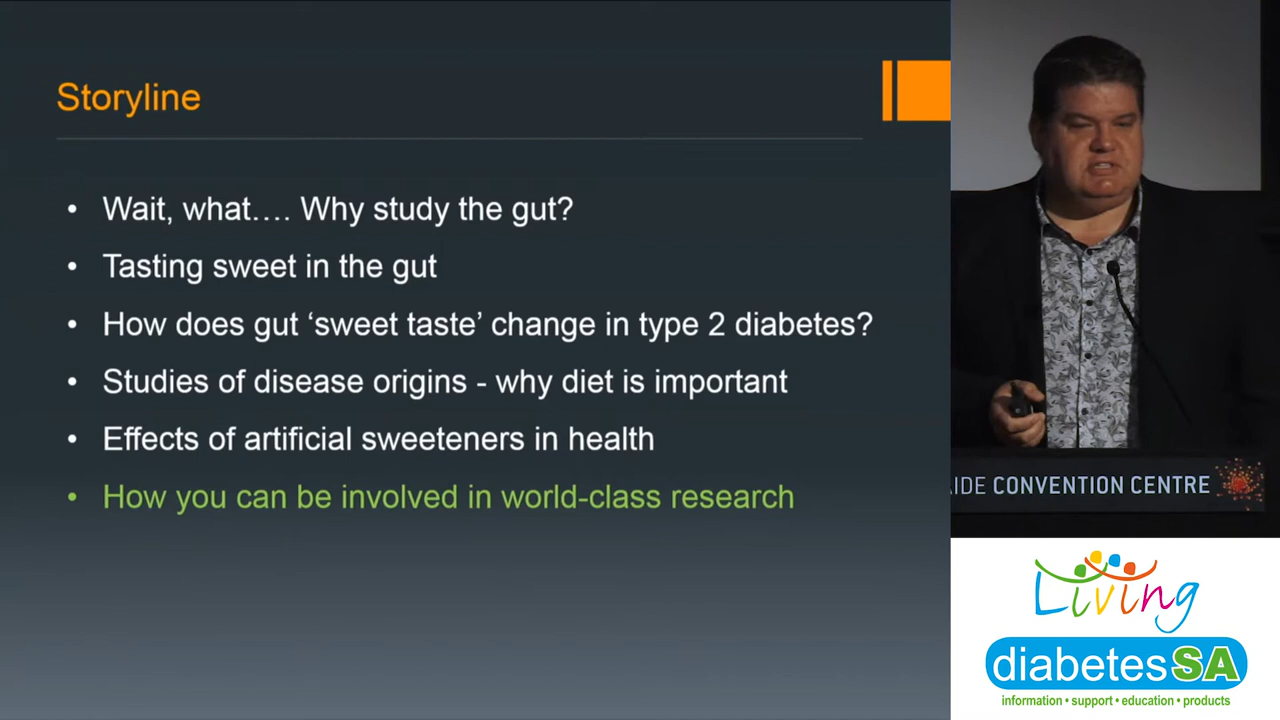 Storyline
• Wait, what…. Why study the gut?
• Tasting sweet in the gut
• How does gut ‘sweet taste’ change in type 2 diabetes?
• Studies of disease origins - why diet is important
• Effects of artificial sweeteners in health
• How you can be involved in world-class research
IDE CONVENTION CENTRE
Living
diabetesSA
information • support • education • products